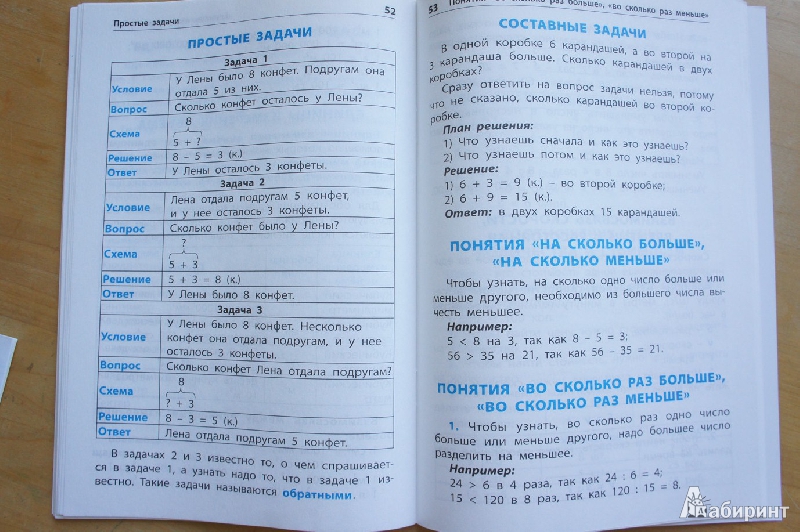 Простые задачи
52
ПРОСТЫЕ ЗАДАЧИ
Задача 1
Условие
У Лены было 8 конфет. Подругам она
отдала 5 из них.
Вопрос
Сколько конфет осталось у Лены?
Схема
8
5 + ?
Решение
8 – 5 = 3 (к.)
Ответ
У Лены осталось 3 конфеты.
Задача 2
Условие
Лена отдала подругам 5 конфет,
и у нее осталось 3 конфеты.
Вопрос
Сколько конфет было у Лены?
Схема
?
5 + 3
Решение
5 + 3 = 8 (к.)
Ответ
У Лены было 8 конфет.
Задача 3
Условие
У Лены было 8 конфет. Несколько
конфет она отдала подругам, и у нее
осталось 3 конфеты.
Вопрос
Сколько конфет Лена отдала подругам?
Схема
8
? + 3
Решение
8 – 3 = 5 (к.)
Ответ
Лена отдала подругам 5 конфет.
В задачах 2 и 3 известно то, о чем спрашивает-
ся в задаче 1, а узнать надо то, что в задаче 1 из-
вестно. Такие задачи называются обратными.
53
Понятия «во сколько раз больше», «во сколько раз меньше»
СОСТАВНЫЕ ЗАДАЧИ
В одной коробке 6 карандашей, а во второй на
3 карандаша больше. Сколько карандашей в двух
коробках?
Сразу ответить на вопрос задачи нельзя, потому
что не сказано, сколько карандашей во второй ко-
робке.
План решения:
1) Что узнаешь сначала и как это узнаешь?
2) Что узнаешь потом и как это узнаешь?
Решение:
1) 6 + 3 = 9 (к.) – во второй коробке;
2) 6 + 9 = 15 (к.).
Ответ: в двух коробках 15 карандашей.
ПОНЯТИЯ «НА СКОЛЬКО БОЛЬШЕ»,
«НА СКОЛЬКО МЕНЬШЕ»
Чтобы узнать, на сколько одно число больше или
меньше другого, необходимо из большего числа вы-
честь меньшее.
Например:
5 < 8 на 3, так как 8 – 5 = 3;
56 > 35 на 21, так как 56 – 35 = 21.
ПОНЯТИЯ «ВО СКОЛЬКО РАЗ БОЛЬШЕ»,
«ВО СКОЛЬКО РАЗ МЕНЬШЕ»
1. Чтобы узнать, во сколько раз одно число
больше или меньше другого, надо большее число
разделить на меньшее.
Например:
24 > 6 в 4 раза, так как 24 : 6 = 4;
15 < 120 в 8 раз, так как 120 : 15 = 8.
Лабиринт